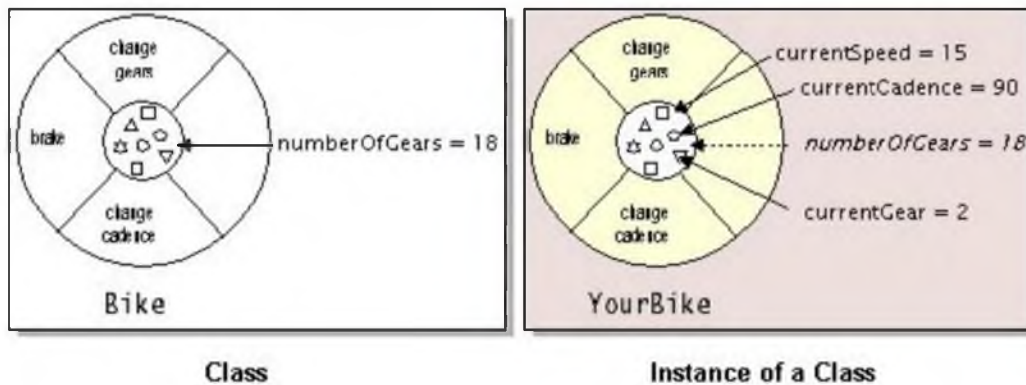 change
gears
brake
numberOfGears = 18
change
cadence
Bike
Class
change
gears
currentSpeed = 15
currentCadence = 90
brake
numberOfGears = 18
currentGear = 2
change
cadence
YourBike
Instance of a Class